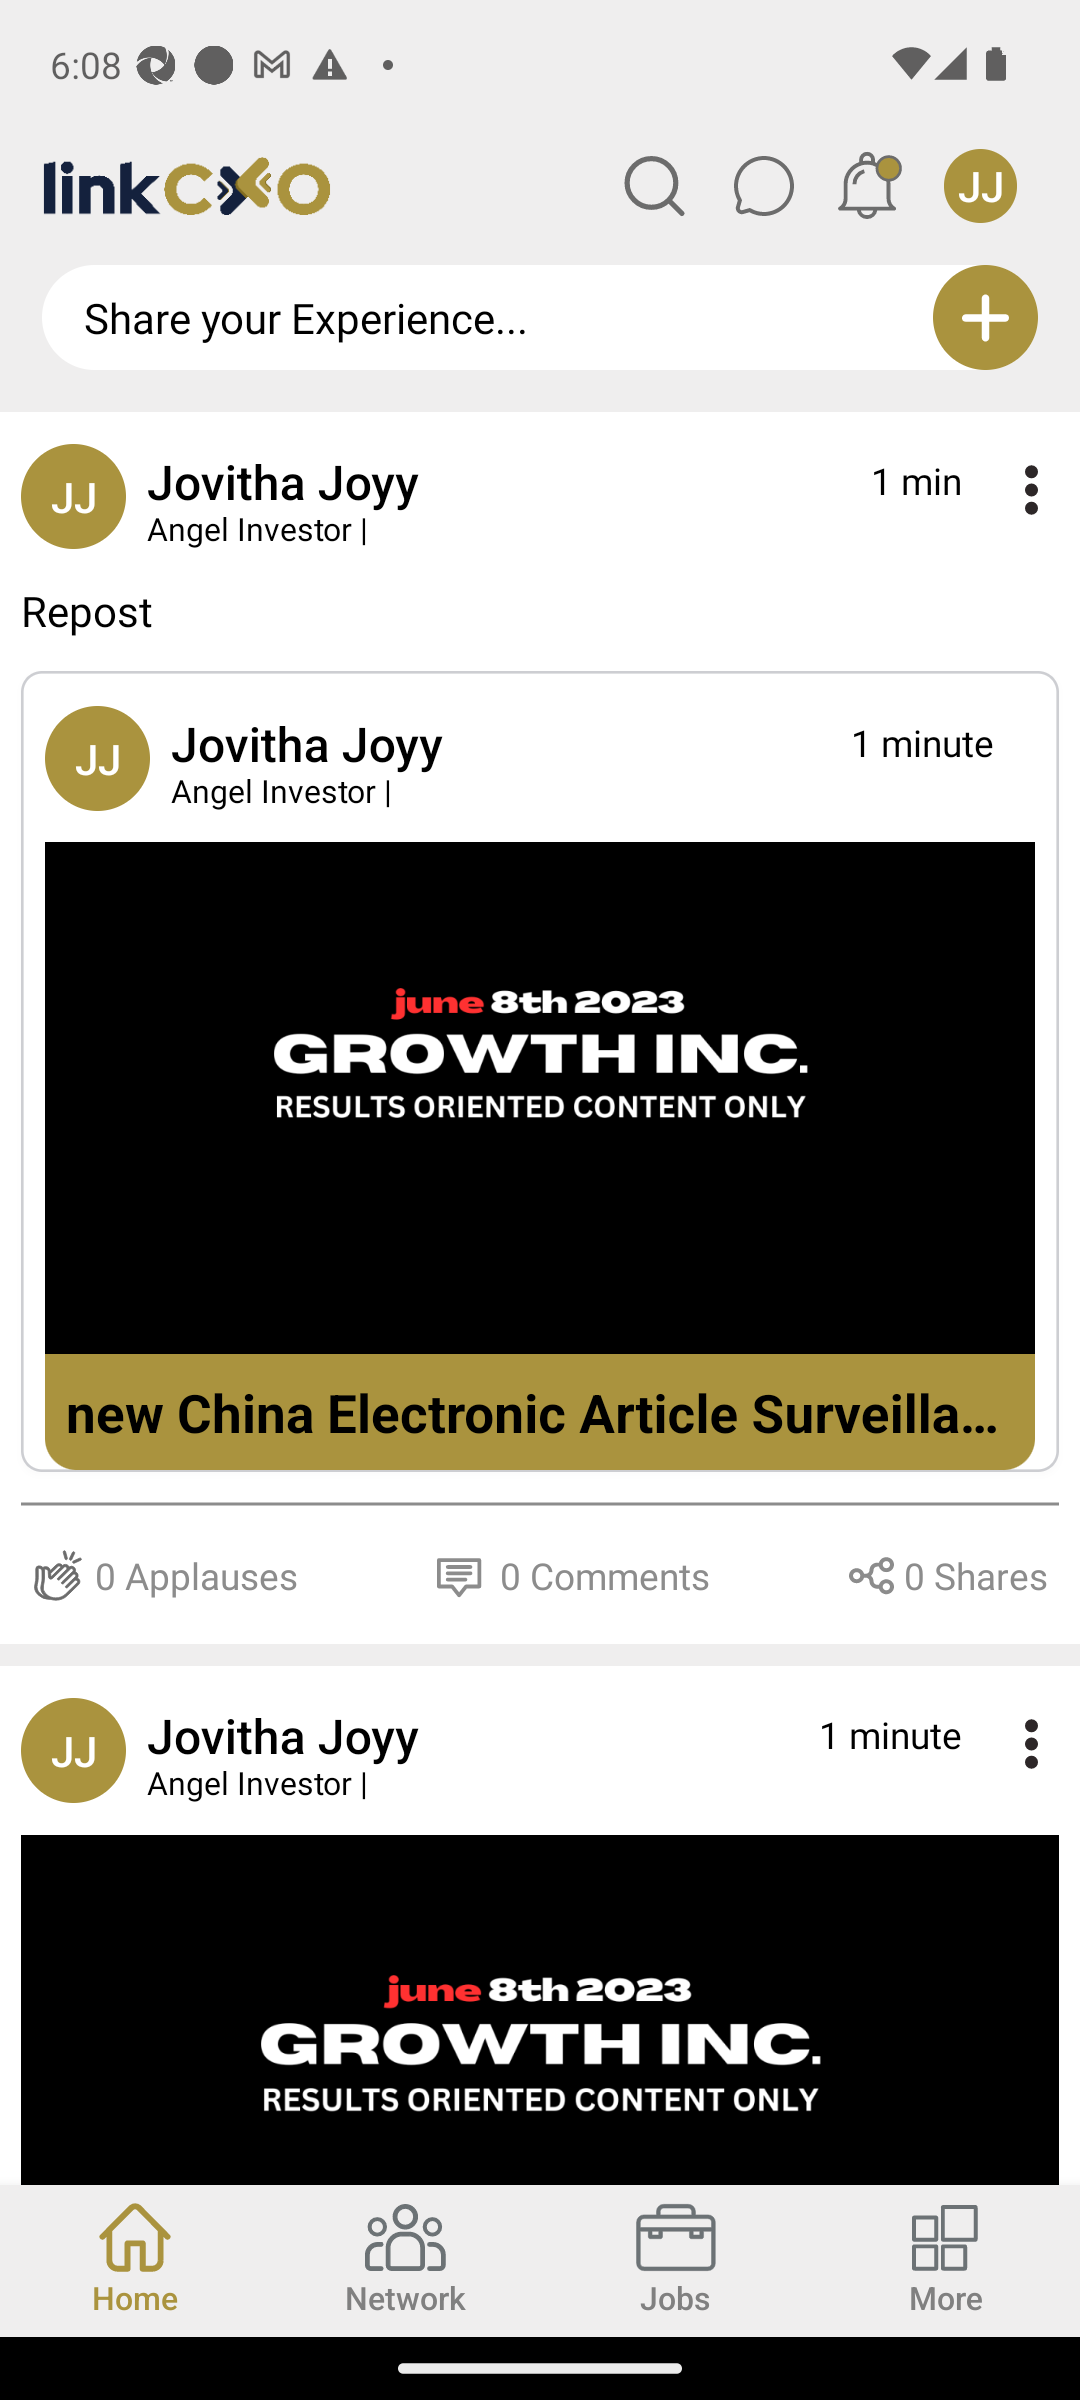 6:08
linkCXO
JJ
Share your Experience...
JJ
Jovitha Joyy
1 min
Angel Investor |
Repost
JJ
Jovitha Joyy
1 minute
Angel Investor |
june 8th 2023
GROWTH INC.
RESULTS ORIENTED CONTENT ONLY
new China Electronic Article Surveilla...
0 Applauses
0 Comments
0 Shares
JJ
Jovitha Joyy
1 minute
Angel Investor |
june 8th 2023
GROWTH INC.
RESULTS ORIENTED CONTENT ONLY
Home
Network
Jobs
More